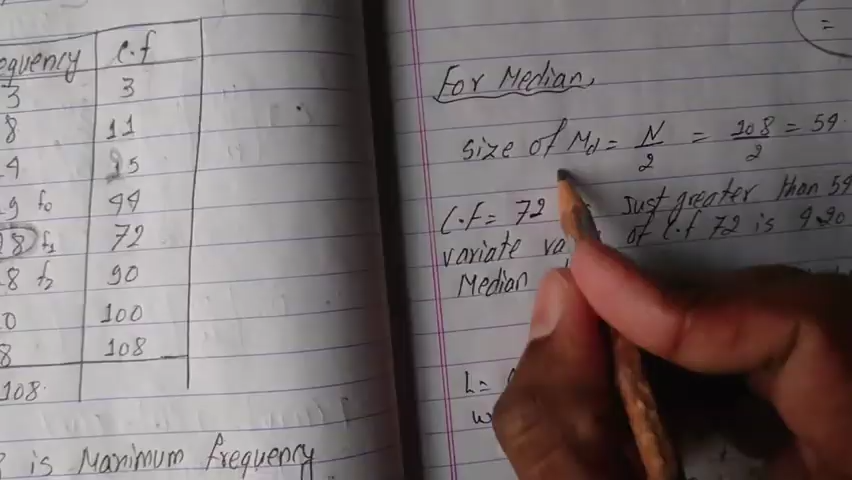 equency C.f
3 3
8 11
4 25
9 f₀ 44
8 f₁ 72
8 f₂ 90
0 100
8 108
108.
is Maximum frequency
=
For Median,
Size of Md = N/2 = 108/2 = 54.
C.F = 72 Just greater than 54
variate of C.f 72 is
Median
L =
w